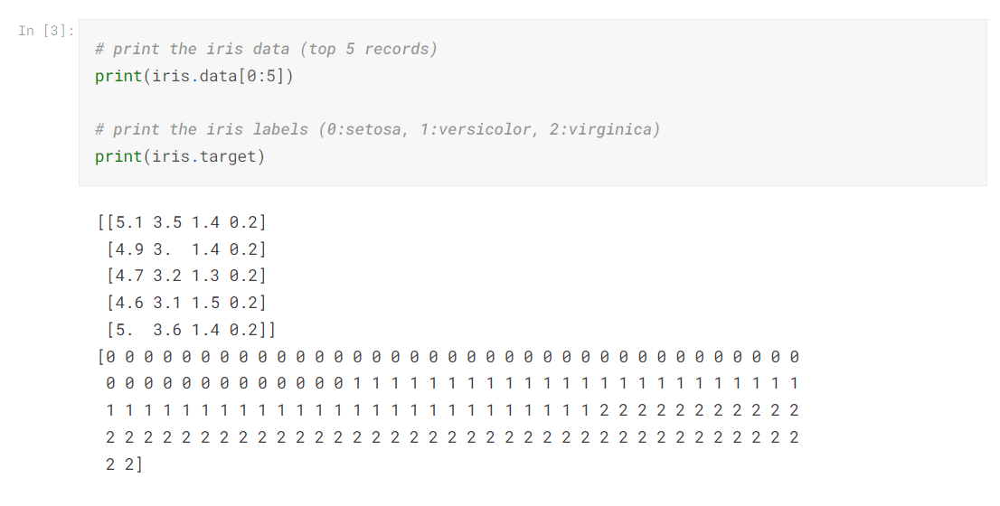 In [3]:
# print the iris data (top 5 records)
print(iris.data[0:5])
# print the iris labels (0:setosa, 1:versicolor, 2:virginica)
print(iris.target)
[[5.1 3.5 1.4 0.2]
 [4.9 3.  1.4 0.2]
 [4.7 3.2 1.3 0.2]
 [4.6 3.1 1.5 0.2]
 [5.  3.6 1.4 0.2]]
[0 0 0 0 0 0 0 0 0 0 0 0 0 0 0 0 0 0 0 0 0 0 0 0 0 0 0 0 0 0 0 0 0 0 0 0 0
 0 0 0 0 0 0 0 0 0 0 0 0 0 1 1 1 1 1 1 1 1 1 1 1 1 1 1 1 1 1 1 1 1 1 1 1 1
 1 1 1 1 1 1 1 1 1 1 1 1 1 1 1 1 1 1 1 1 1 1 1 1 1 1 2 2 2 2 2 2 2 2 2 2 2
 2 2 2 2 2 2 2 2 2 2 2 2 2 2 2 2 2 2 2 2 2 2 2 2 2 2 2 2 2 2 2 2 2 2 2 2 2
 2 2]